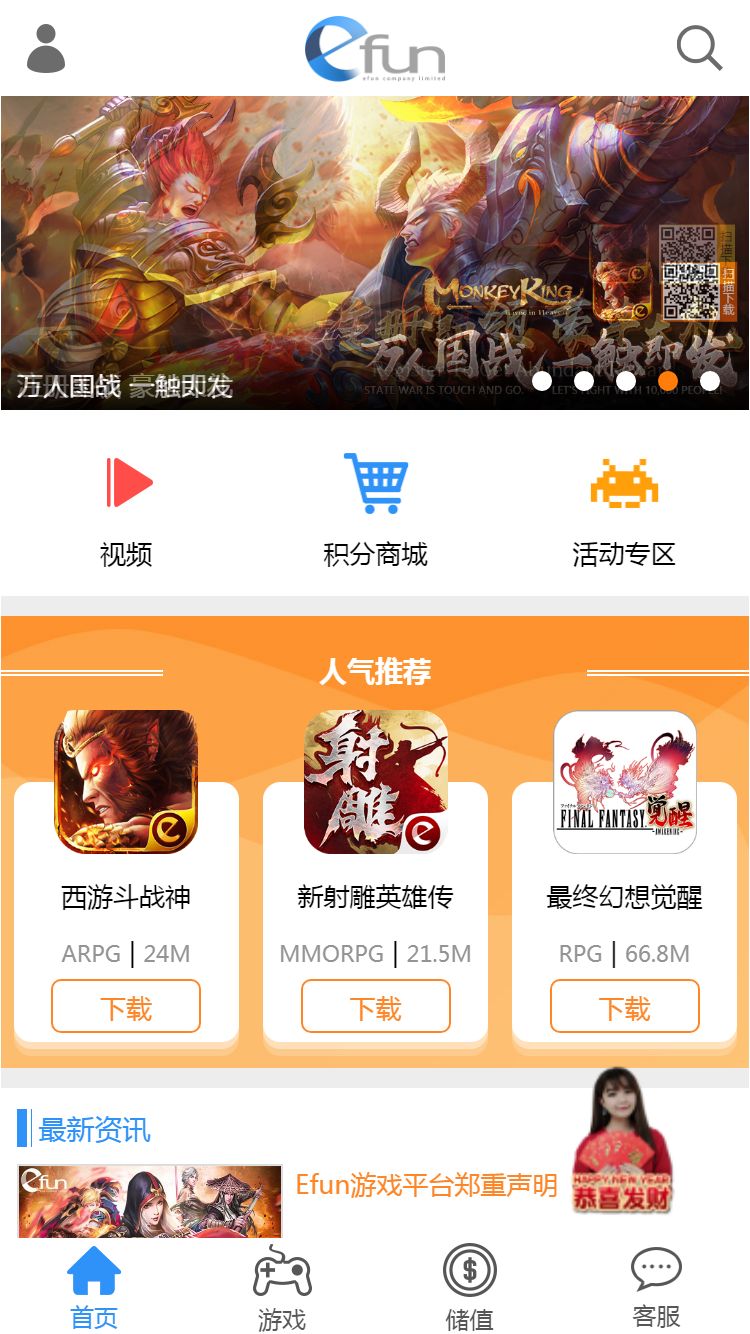 efun
efun company limited
MONKEY KING
扫描下载
万人国战 一触即发
STATE WAR IS TOUCH AND GO. LET'S FIGHT WITH 10,000 PEOPLE!
万人国战 一触即发
视频
积分商城
活动专区
人气推荐
射雕
FINAL FANTASY 觉醒
-AWAKENING-
西游斗战神
新射雕英雄传
最终幻想觉醒
ARPG | 24M
MMORPG | 21.5M
RPG | 66.8M
下载
下载
下载
最新资讯
efun
Efun游戏平台郑重声明
HAPPY NEW YEAR
恭喜发财
首页
游戏
储值
客服